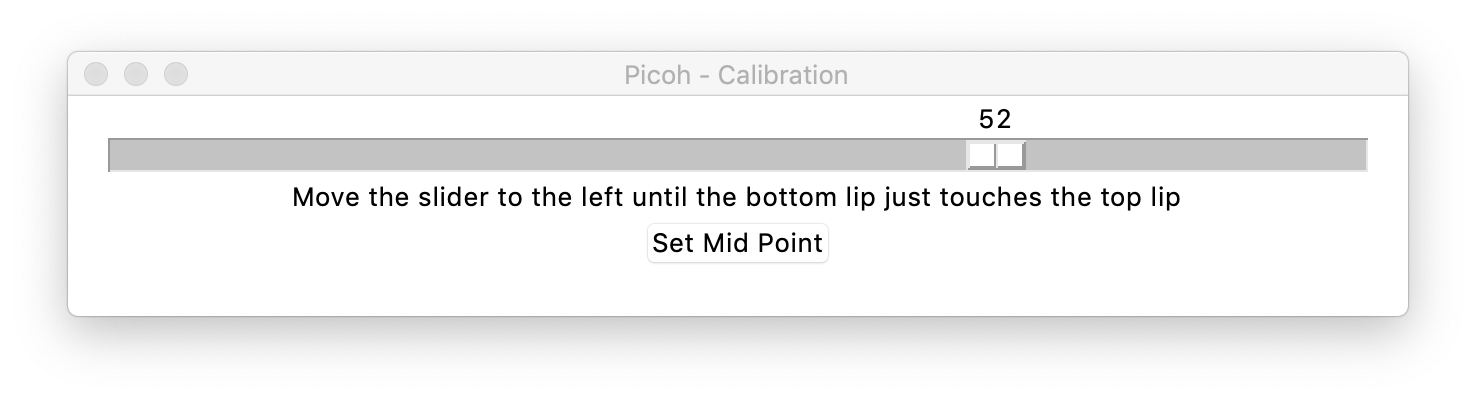 Picoh - Calibration
52
Move the slider to the left until the bottom lip just touches the top lip
Set Mid Point